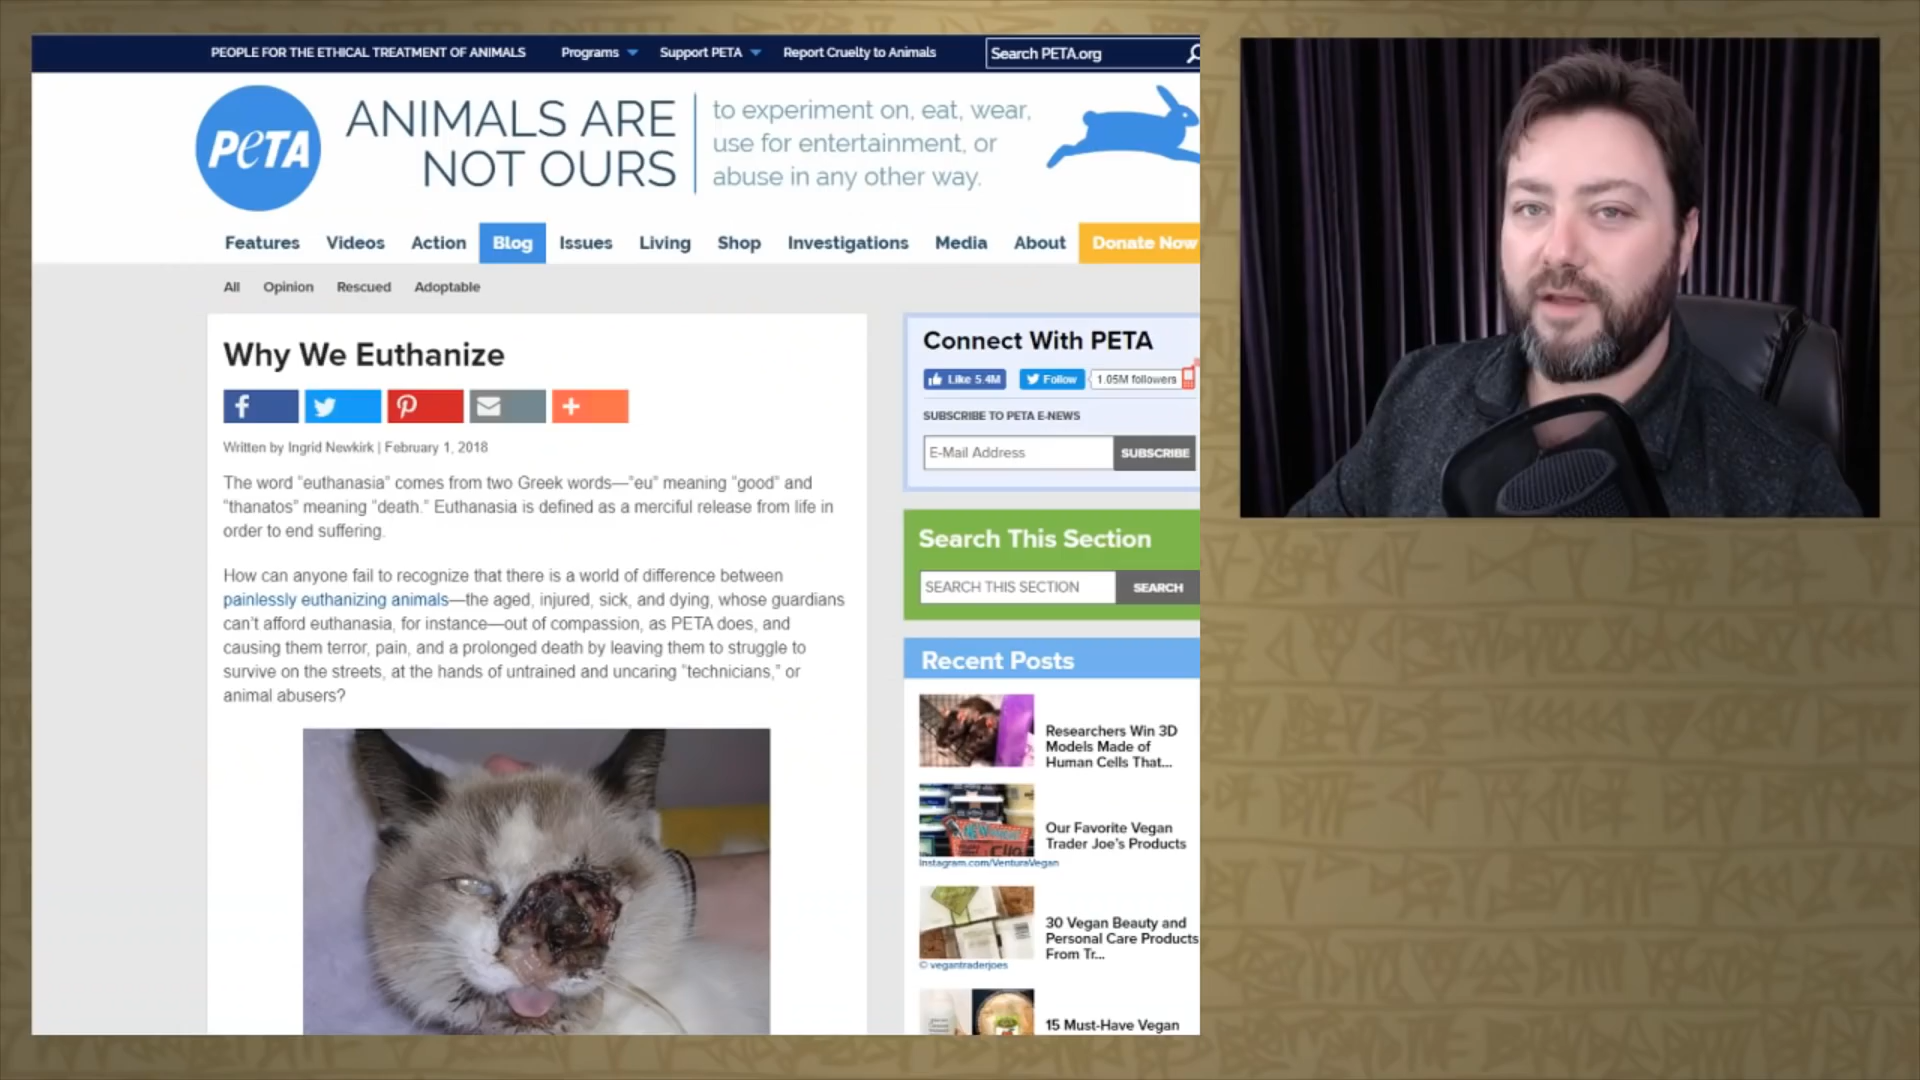 PEOPLE FOR THE ETHICAL TREATMENT OF ANIMALS
Programs
Support PETA
Report Cruelty to Animals
Search PETA.org
PETA
ANIMALS ARE
NOT OURS
to experiment on, eat, wear,
use for entertainment, or
abuse in any other way.
Features
Videos
Action
Blog
Issues
Living
Shop
Investigations
Media
About
Donate Now
All
Opinion
Rescued
Adoptable
Why We Euthanize
Written by Ingrid Newkirk | February 1, 2018
The word “euthanasia” comes from two Greek words—“eu” meaning “good” and
“thanatos” meaning “death.” Euthanasia is defined as a merciful release from life in
order to end suffering.
How can anyone fail to recognize that there is a world of difference between
painlessly euthanizing animals—the aged, injured, sick, and dying, whose guardians
can’t afford euthanasia, for instance—out of compassion, as PETA does, and
causing them terror, pain, and a prolonged death by leaving them to struggle to
survive on the streets, at the hands of untrained and uncaring “technicians,” or
animal abusers?
Connect With PETA
Like 5.4M
Follow
1.05M followers
SUBSCRIBE TO PETA E-NEWS
E-Mail Address
SUBSCRIBE
Search This Section
SEARCH THIS SECTION
SEARCH
Recent Posts
Researchers Win 3D
Models Made of
Human Cells That...
Our Favorite Vegan
Trader Joe's Products
Instagram.com/VenturaVegan
30 Vegan Beauty and
Personal Care Products
From Tr...
© vegantraderjoes
15 Must-Have Vegan